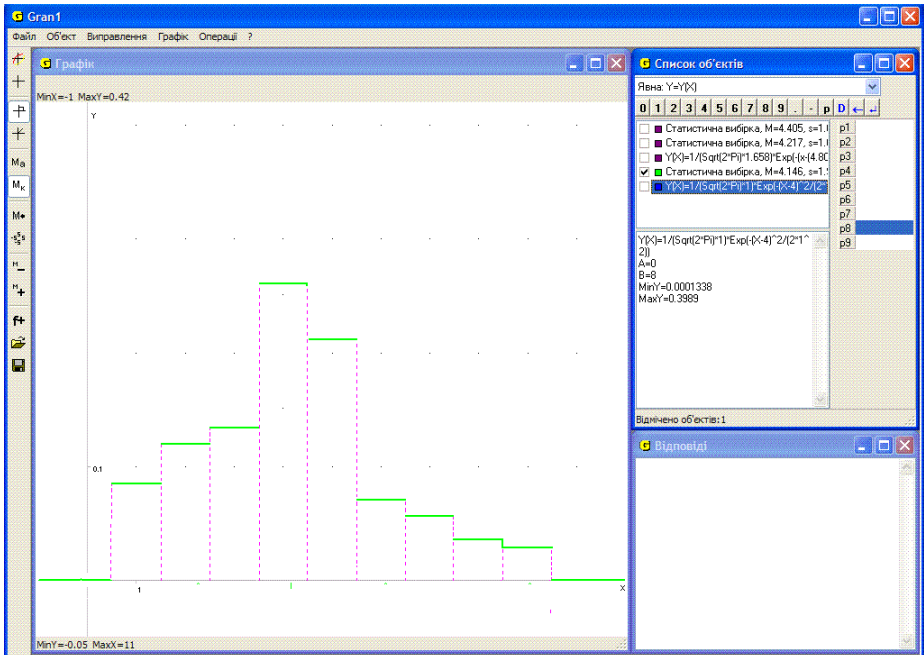 Gran1
Файл Об'єкт Виправлення Графік Операції ?
Графік
MinX=-1 MaxY=0.42
Y
0.1
1
X
MinY=-0.05 MaxX=11
Ma
Mк
M
M
f+
Список об'єктів
Явна: Y=Y(X)
0 1 2 3 4 5 6 7 8 9 . - p D ← ↵
Статистична вибірка, M=4.405, s=1.
Статистична вибірка, M=4.217, s=1.
Y(X)=1/(Sqrt(2*Pi)*1.658)*Exp(-(x-(4.80
Статистична вибірка, M=4.146, s=1.
Y(X)=1/(Sqrt(2*Pi)*1)*Exp(-(X-4)^2/(2*
p1
p2
p3
p4
p5
p6
p7
p8
p9
Y(X)=1/(Sqrt(2*Pi)*1)*Exp(-(X-4)^2/(2*1^
2))
A=0
B=8
MinY=0.0001338
MaxY=0.3989
Відмічено об'єктів:1
Відповіді